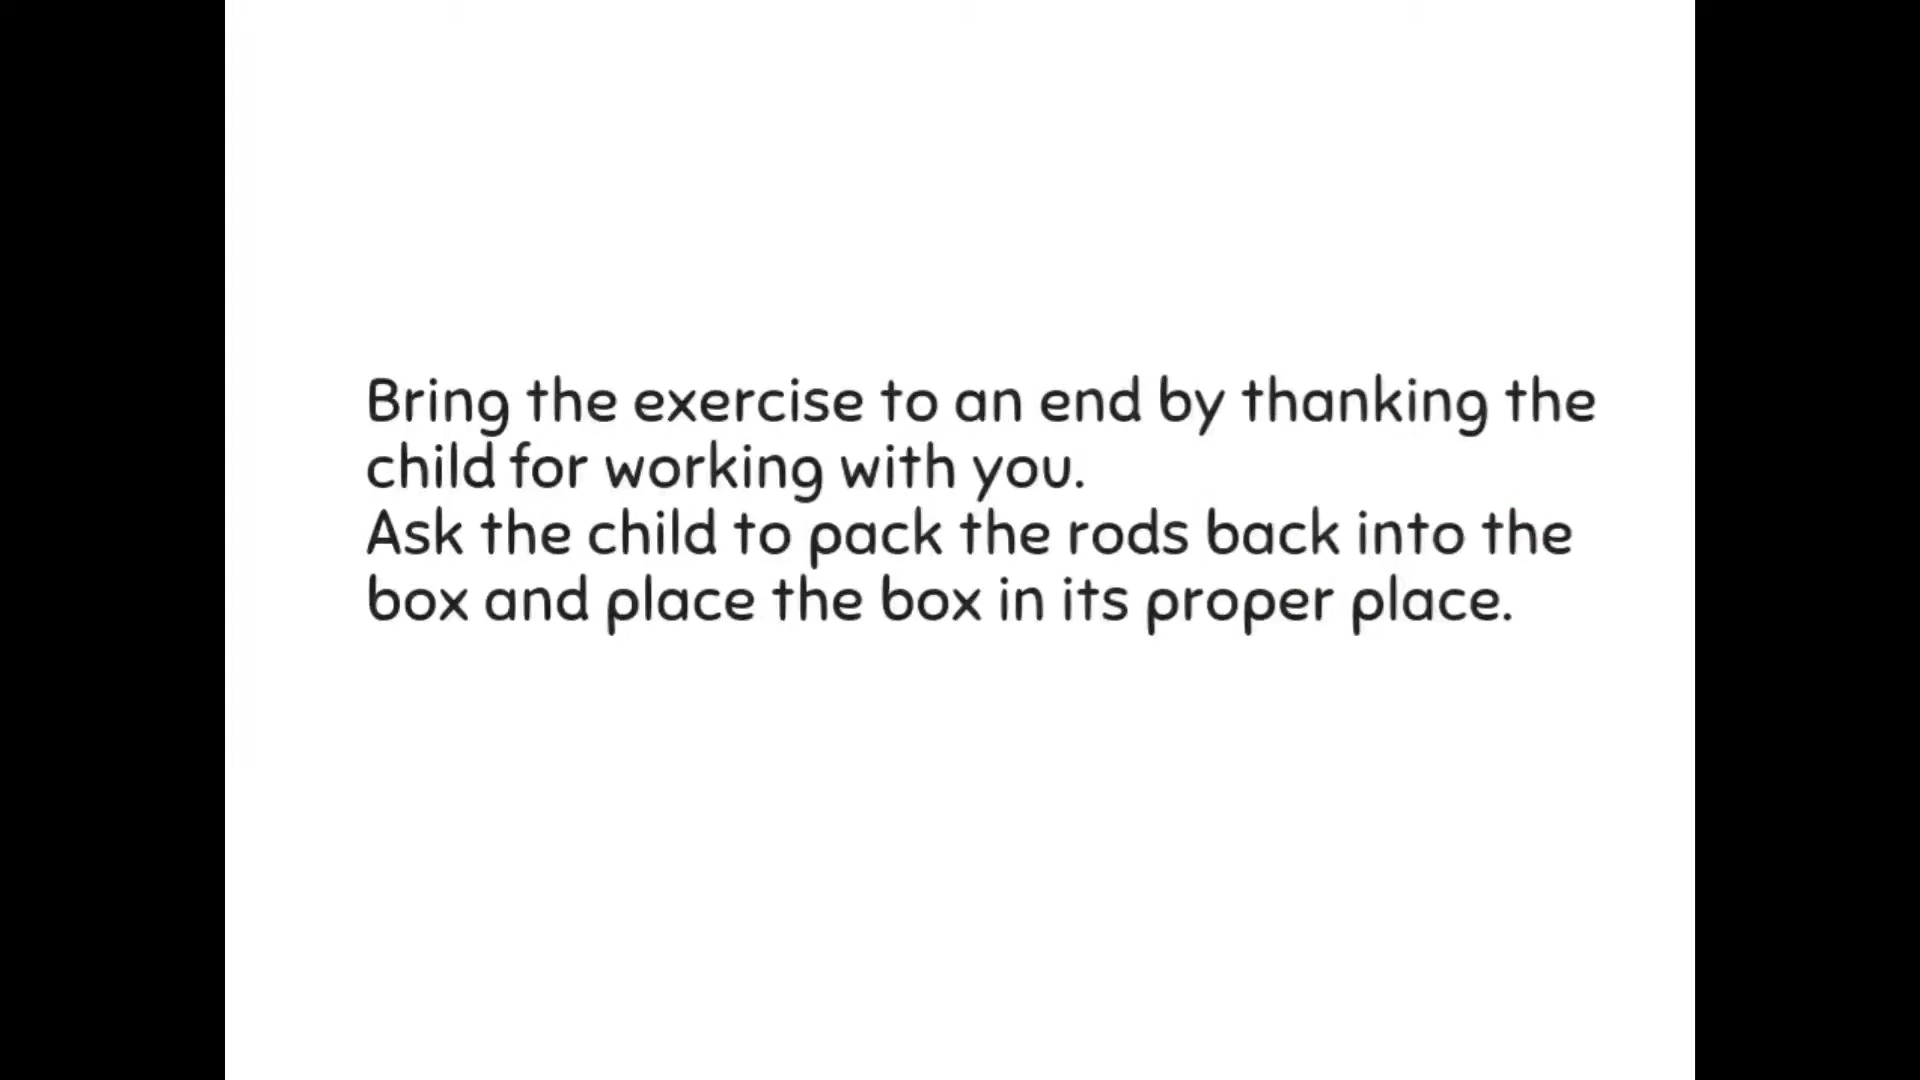 Bring the exercise to an end by thanking the
child for working with you.
Ask the child to pack the rods back into the
box and place the box in its proper place.